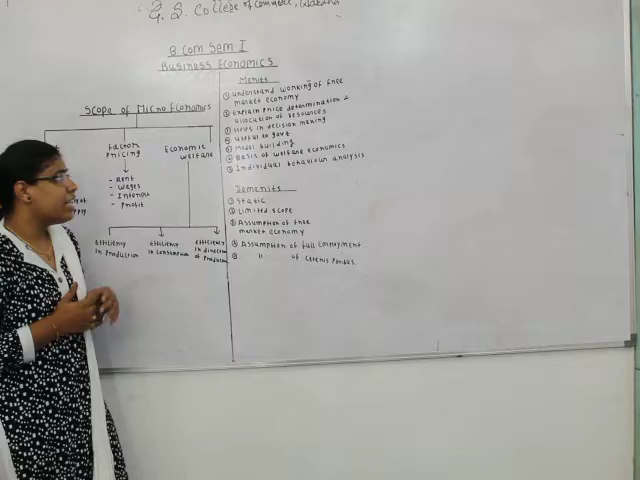 G. S. College of Commerce,
B.Com Sem I
Business Economics
Scope of Micro Economics
Factor
Pricing
- Rent
- Wages
- Interest
- Profit
Economic
Welfare
Efficiency
in Production
Efficiency
in Consumption
Efficiency
in direction
of Production
Merits
① Understand working of free
market economy
② Explain Price determination &
allocation of resources
③ Helps in decision making
④ Useful to govt
⑤ Model building
⑥ Basis of welfare economics
⑦ Individual behaviour analysis
Demerits
① Static
② Limited scope
③ Assumption of free
market economy
④ Assumption of full employment
⑤ " of Ceteris Paribus.